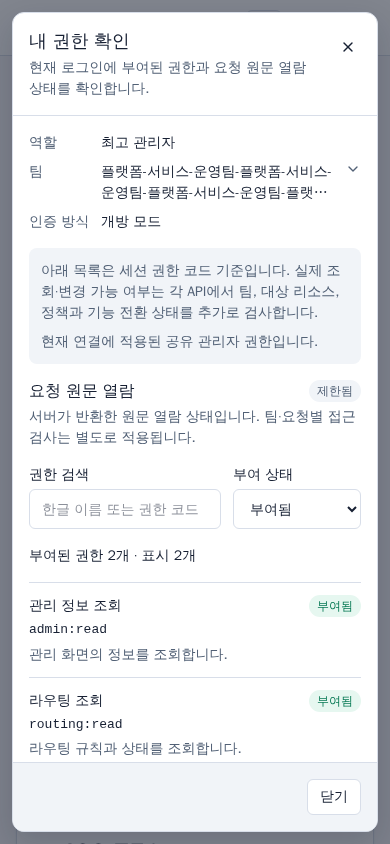 내 권한 확인
현재 로그인에 부여된 권한과 요청 원문 열람
상태를 확인합니다.
역할 최고 관리자
팀 플랫폼-서비스-운영팀-플랫폼-서비스-
운영팀-플랫폼-서비스-운영팀-플랫…
인증 방식 개방 모드
아래 목록은 세션 권한 코드 기준입니다. 실제 조
회·변경 가능 여부는 각 API에서 팀, 대상 리소스,
정책과 기능 전환 상태를 추가로 검사합니다.
현재 연결에 적용된 공유 관리자 권한입니다.
요청 원문 열람 제한됨
서버가 반환한 원문 열람 상태입니다. 팀·요청별 접근
검사는 별도로 적용됩니다.
권한 검색 부여 상태
한글 이름 또는 권한 코드 부여됨
부여된 권한 2개 · 표시 2개
관리 정보 조회 부여됨
admin:read
관리 화면의 정보를 조회합니다.
라우팅 조회 부여됨
routing:read
라우팅 규칙과 상태를 조회합니다.
닫기